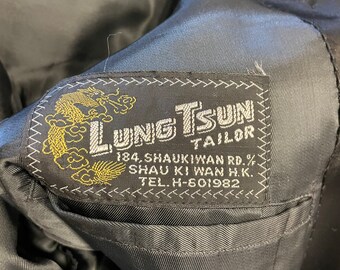 LUNG TSUN
TAILOR
184, SHAUKIWAN RD. G/
SHAU KI WAN H.K.
TEL. H-601982